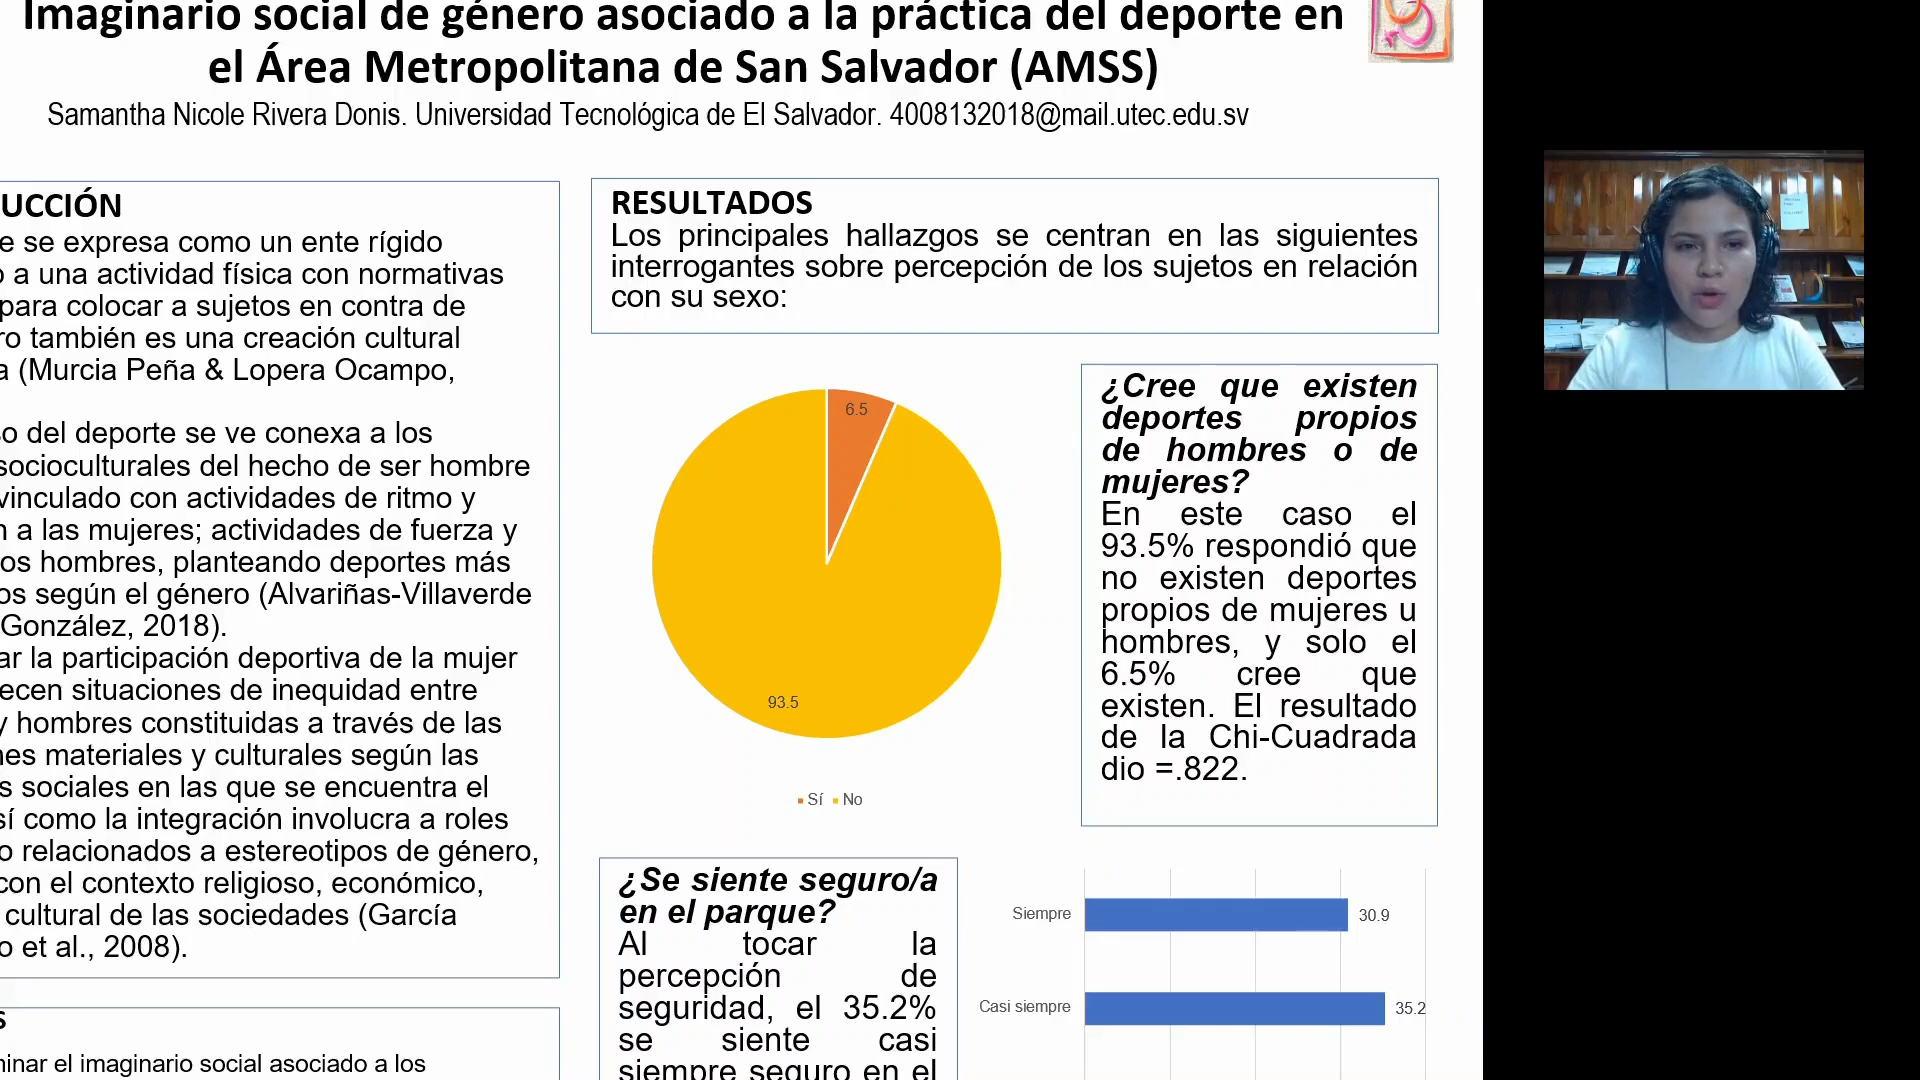 Imaginario social de género asociado a la práctica del deporte en
el Área Metropolitana de San Salvador (AMSS)
Samantha Nicole Rivera Donis. Universidad Tecnológica de El Salvador. 4008132018@mail.utec.edu.sv
UCCIÓN
e se expresa como un ente rígido
o a una actividad física con normativas
para colocar a sujetos en contra de
ro también es una creación cultural
a (Murcia Peña & Lopera Ocampo,
so del deporte se ve conexa a los
socioculturales del hecho de ser hombre
vinculado con actividades de ritmo y
n a las mujeres; actividades de fuerza y
os hombres, planteando deportes más
os según el género (Alvariñas-Villaverde
González, 2018).
ar la participación deportiva de la mujer
ecen situaciones de inequidad entre
y hombres constituidas a través de las
nes materiales y culturales según las
s sociales en las que se encuentra el
sí como la integración involucra a roles
o relacionados a estereotipos de género,
con el contexto religioso, económico,
cultural de las sociedades (García
o et al., 2008).
S
minar el imaginario social asociado a los
RESULTADOS
Los principales hallazgos se centran en las siguientes
interrogantes sobre percepción de los sujetos en relación
con su sexo:
6.5
93.5
Sí No
¿Cree que existen
deportes propios
de hombres o de
mujeres?
En este caso el
93.5% respondió que
no existen deportes
propios de mujeres u
hombres, y solo el
6.5% cree que
existen. El resultado
de la Chi-Cuadrada
dio =.822.
¿Se siente seguro/a
en el parque?
Al tocar la
percepción de
seguridad, el 35.2%
se siente casi
siempre seguro en el
Siempre 30.9
Casi siempre 35.2